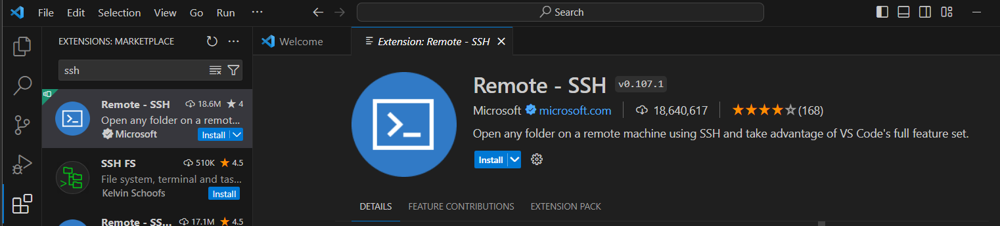 File Edit Selection View Go Run ··· Search
EXTENSIONS: MARKETPLACE ···
ssh
Remote - SSH 18.6M ★ 4
Open any folder on a remot...
Microsoft Install
SSH FS 510K ★ 4.5
File system, terminal and tas...
Kelvin Schoofs Install
Remote - SS... 17.1M ★ 4.5
Welcome Extension: Remote - SSH
Remote - SSH v0.107.1
Microsoft microsoft.com 18,640,617 ★★★★☆(168)
Open any folder on a remote machine using SSH and take advantage of VS Code's full feature set.
Install
DETAILS FEATURE CONTRIBUTIONS EXTENSION PACK